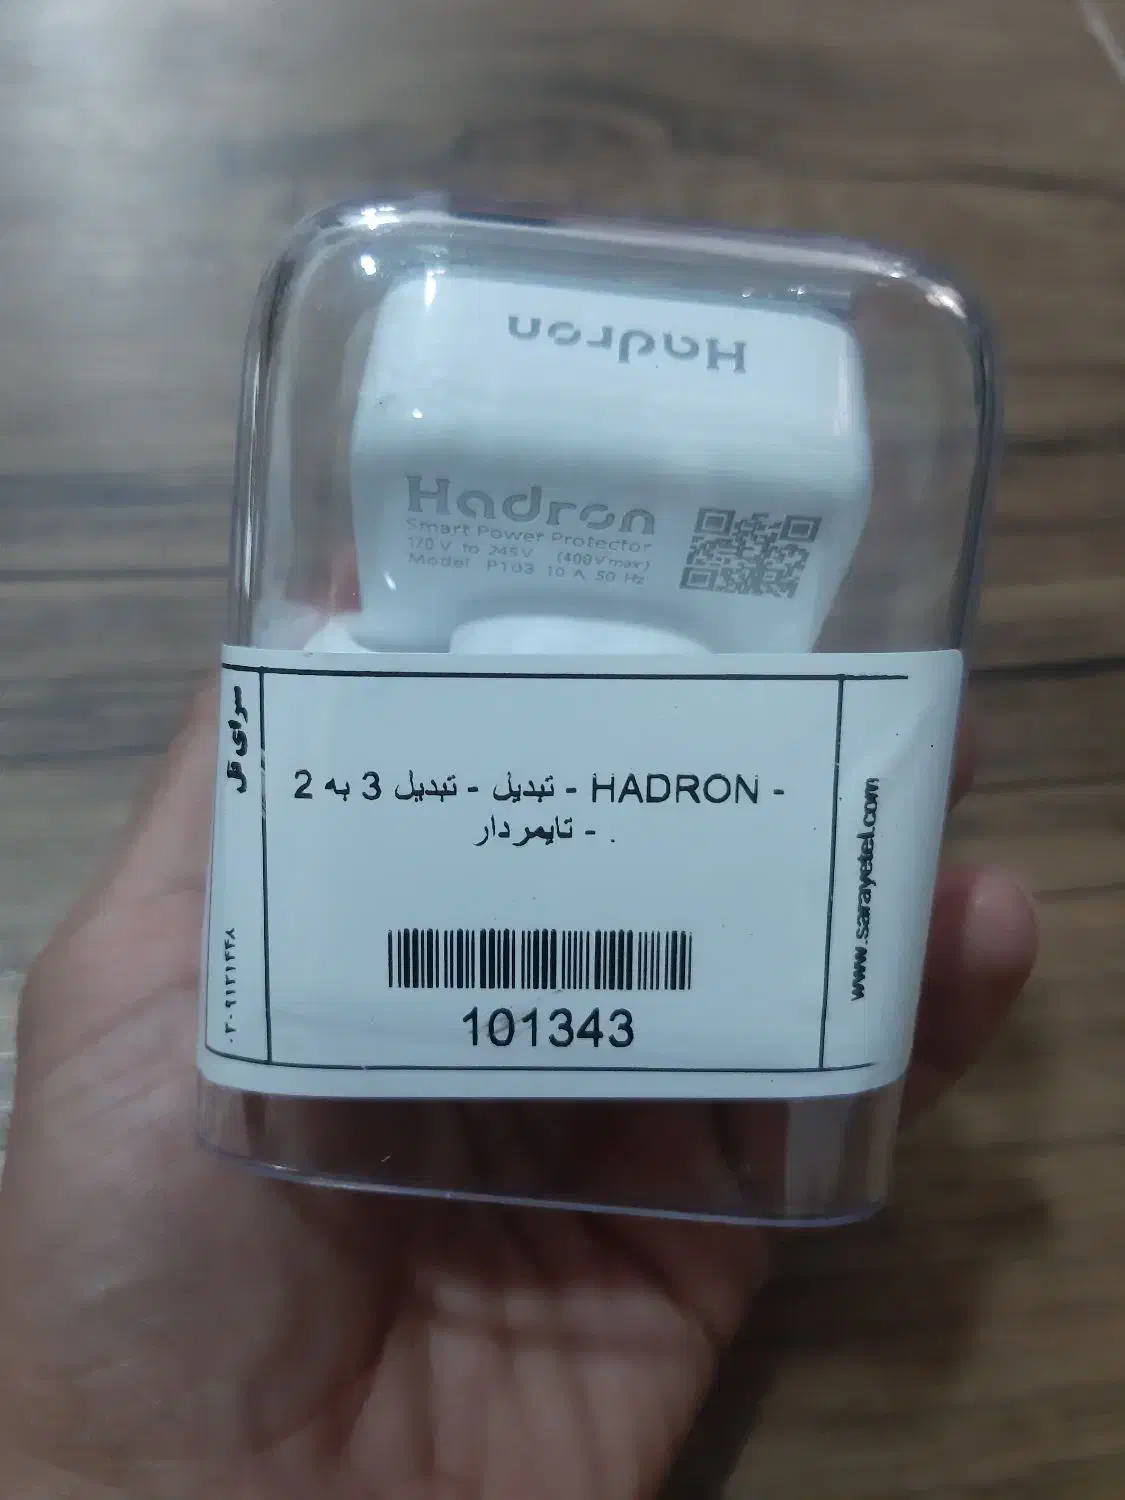 Hadron
Hadron
Smart Power Protector
170 V to 245V (400Vmax)
Model P103 10 A 50 Hz
سرای تل
HADRON - تبدیل - تبدیل 3 به 2 -
تایمردار - .
101343
www.sarayetel.com